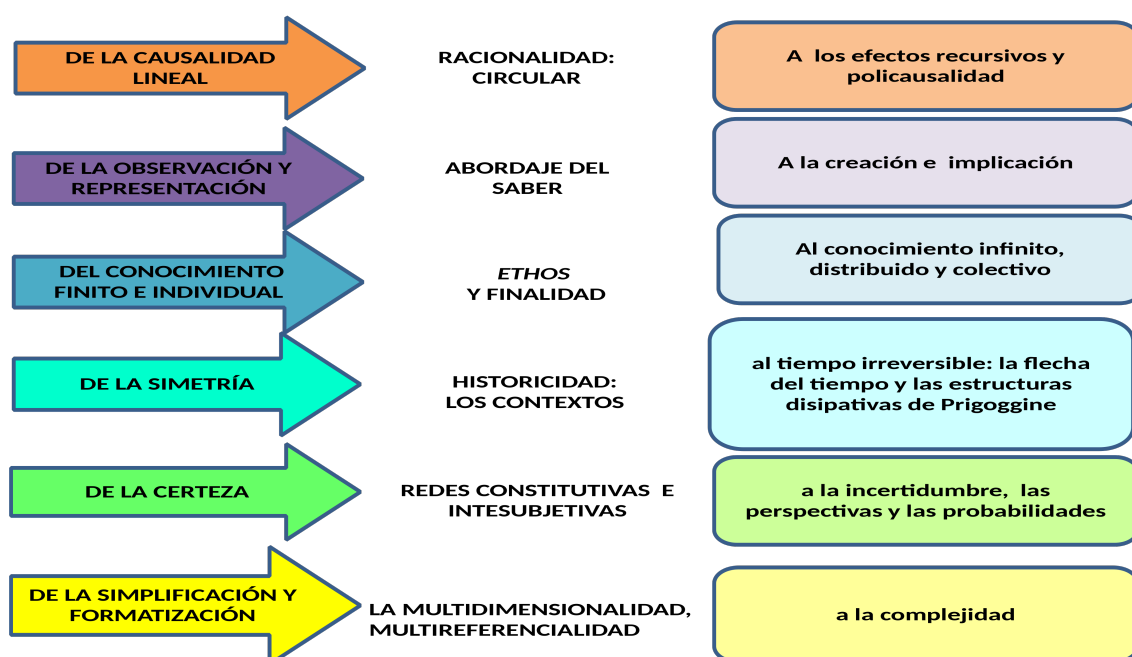 DE LA CAUSALIDAD
LINEAL
RACIONALIDAD:
CIRCULAR
A los efectos recursivos y
policausalidad
DE LA OBSERVACIÓN Y
REPRESENTACIÓN
ABORDAJE DEL
SABER
A la creación e implicación
DEL CONOCIMIENTO
FINITO E INDIVIDUAL
ETHOS
Y FINALIDAD
Al conocimiento infinito,
distribuido y colectivo
DE LA SIMETRÍA
HISTORICIDAD:
LOS CONTEXTOS
al tiempo irreversible: la flecha
del tiempo y las estructuras
disipativas de Prigoggine
DE LA CERTEZA
REDES CONSTITUTIVAS E
INTESUBJETIVAS
a la incertidumbre, las
perspectivas y las probabilidades
DE LA SIMPLIFICACIÓN Y
FORMATIZACIÓN
LA MULTIDIMENSIONALIDAD,
MULTIREFERENCIALIDAD
a la complejidad